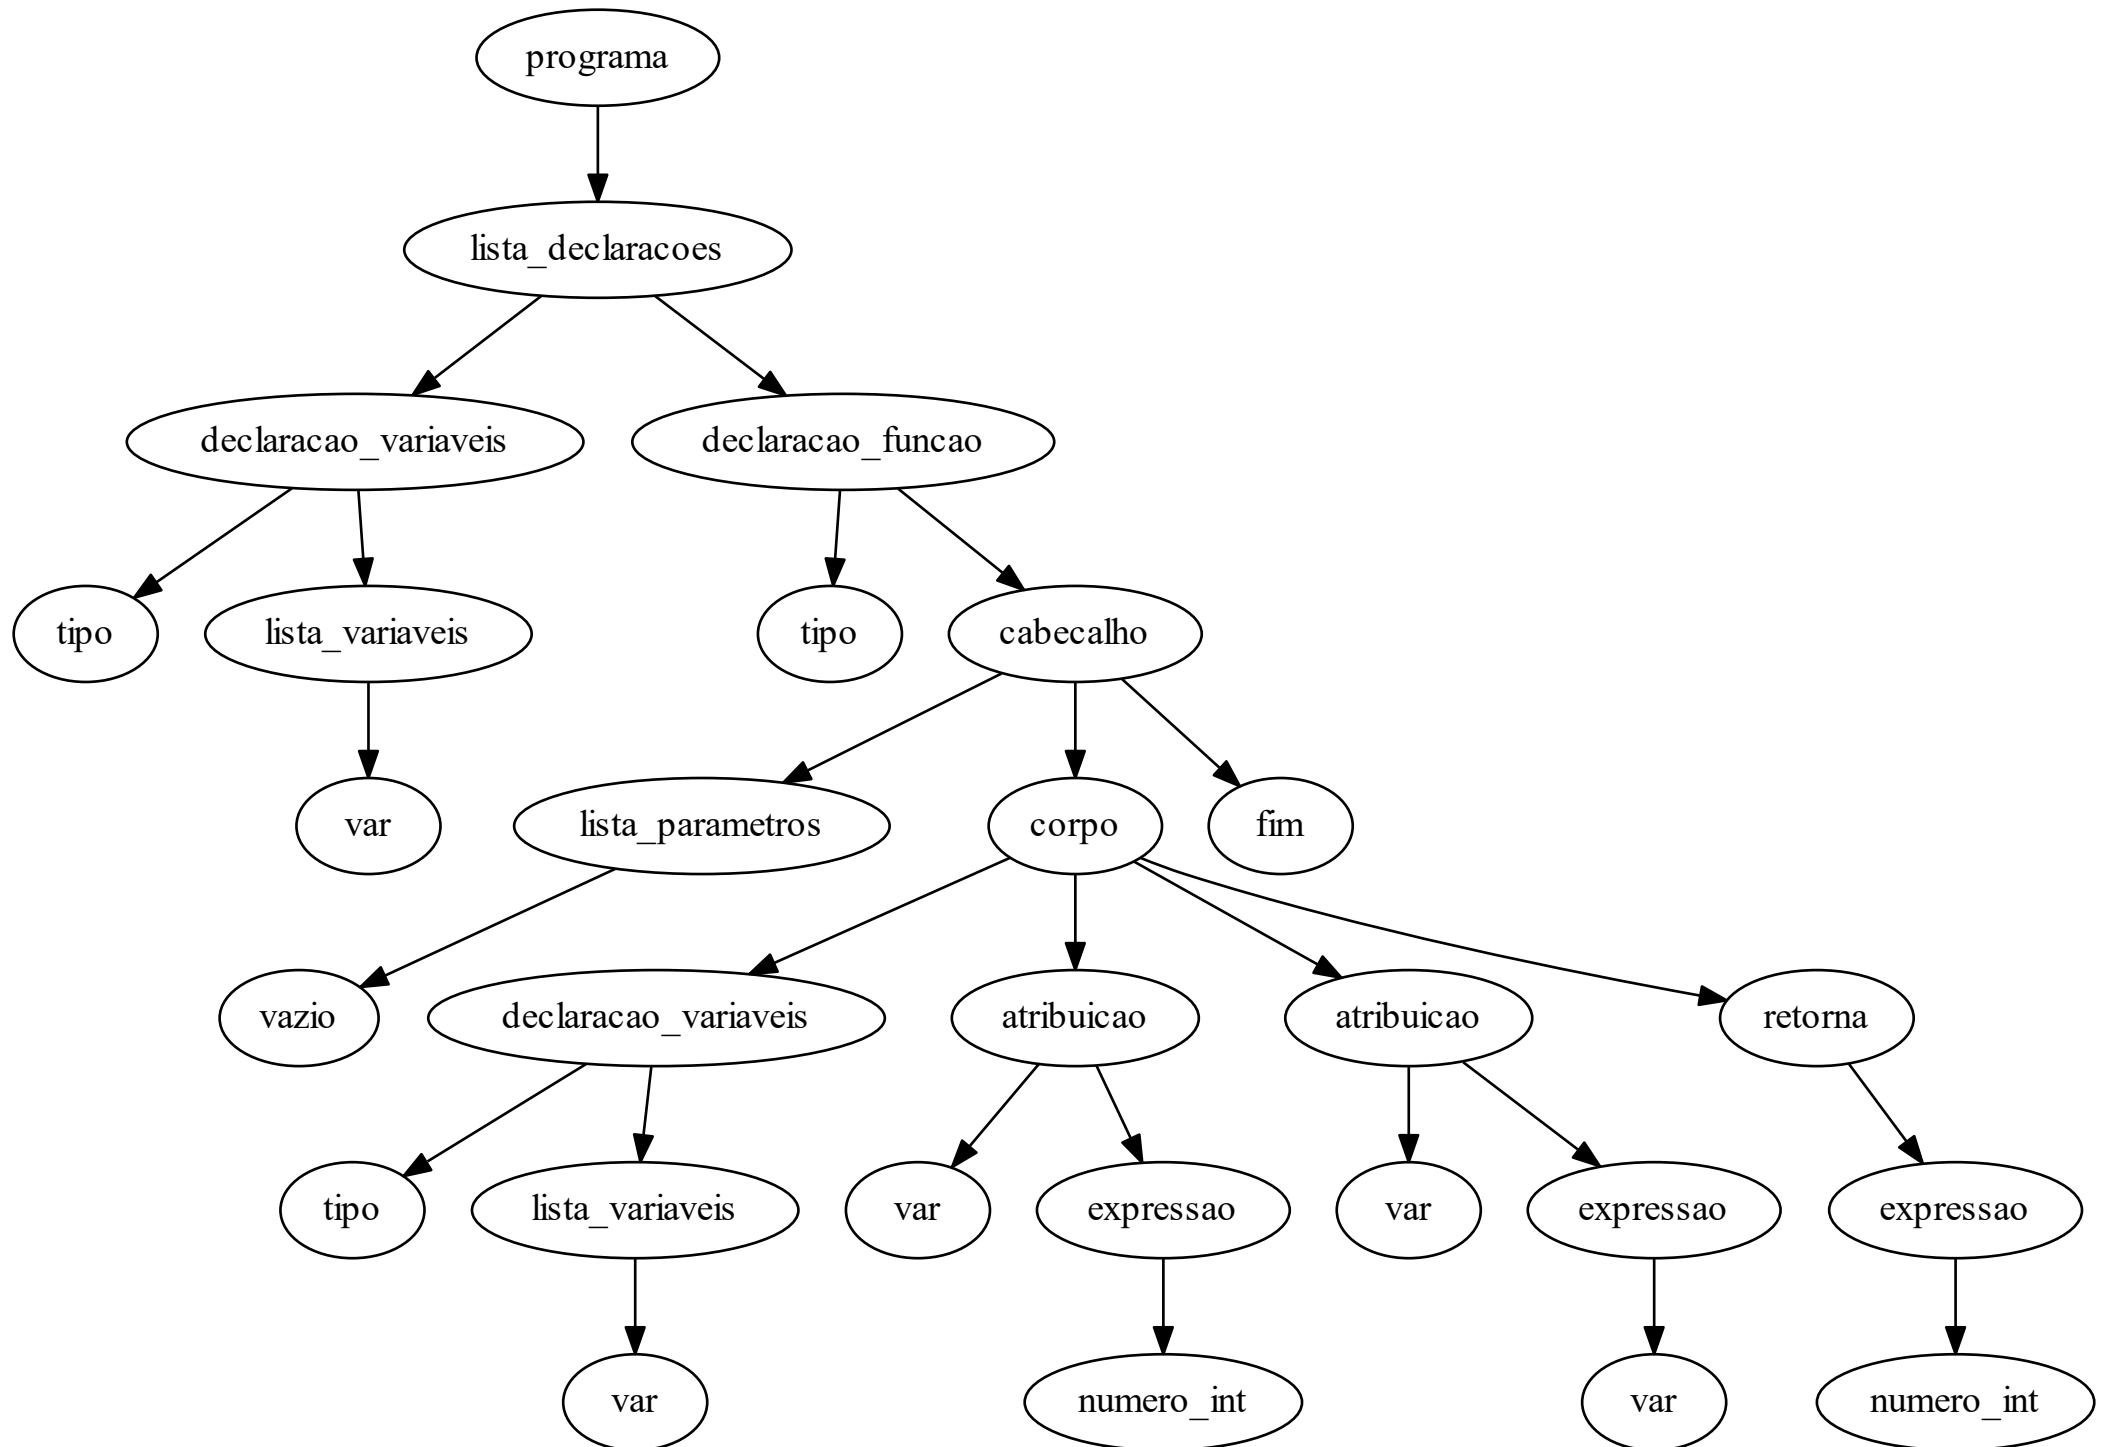 programa
lista_declaracoes
declaracao_variaveis
declaracao_funcao
tipo
lista_variaveis
tipo
cabecalho
var
lista_parametros
corpo
fim
vazio
declaracao_variaveis
atribuicao
atribuicao
retorna
tipo
lista_variaveis
var
expressao
var
expressao
expressao
var
numero_int
var
numero_int